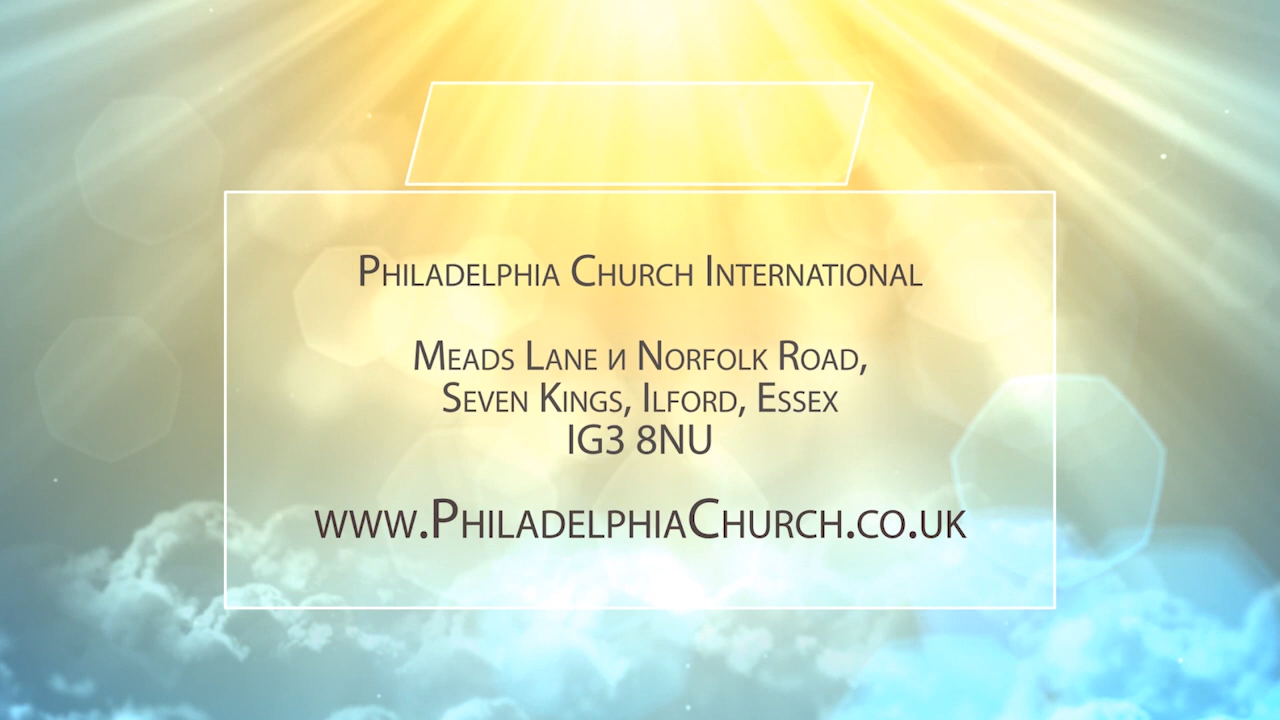 Philadelphia Church International
Meads Lane и Norfolk Road,
Seven Kings, Ilford, Essex
IG3 8NU
www.PhiladelphiaChurch.co.uk